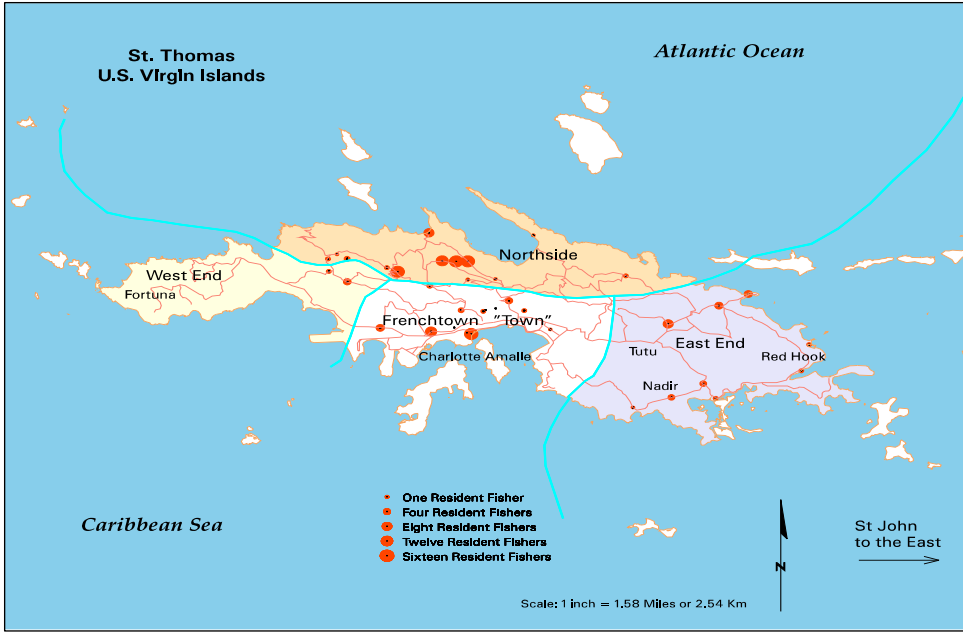 St. Thomas
U.S. Virgin Islands
Atlantic Ocean
Northside
West End
Fortuna
Frenchtown
"Town"
Charlotte Amalle
East End
Tutu
Red Hook
Nadir
Caribbean Sea
One Resident Fisher
Four Resident Fishers
Eight Resident Fishers
Twelve Resident Fishers
Sixteen Resident Fishers
N
St John
to the East
Scale: 1 inch = 1.58 Miles or 2.54 Km